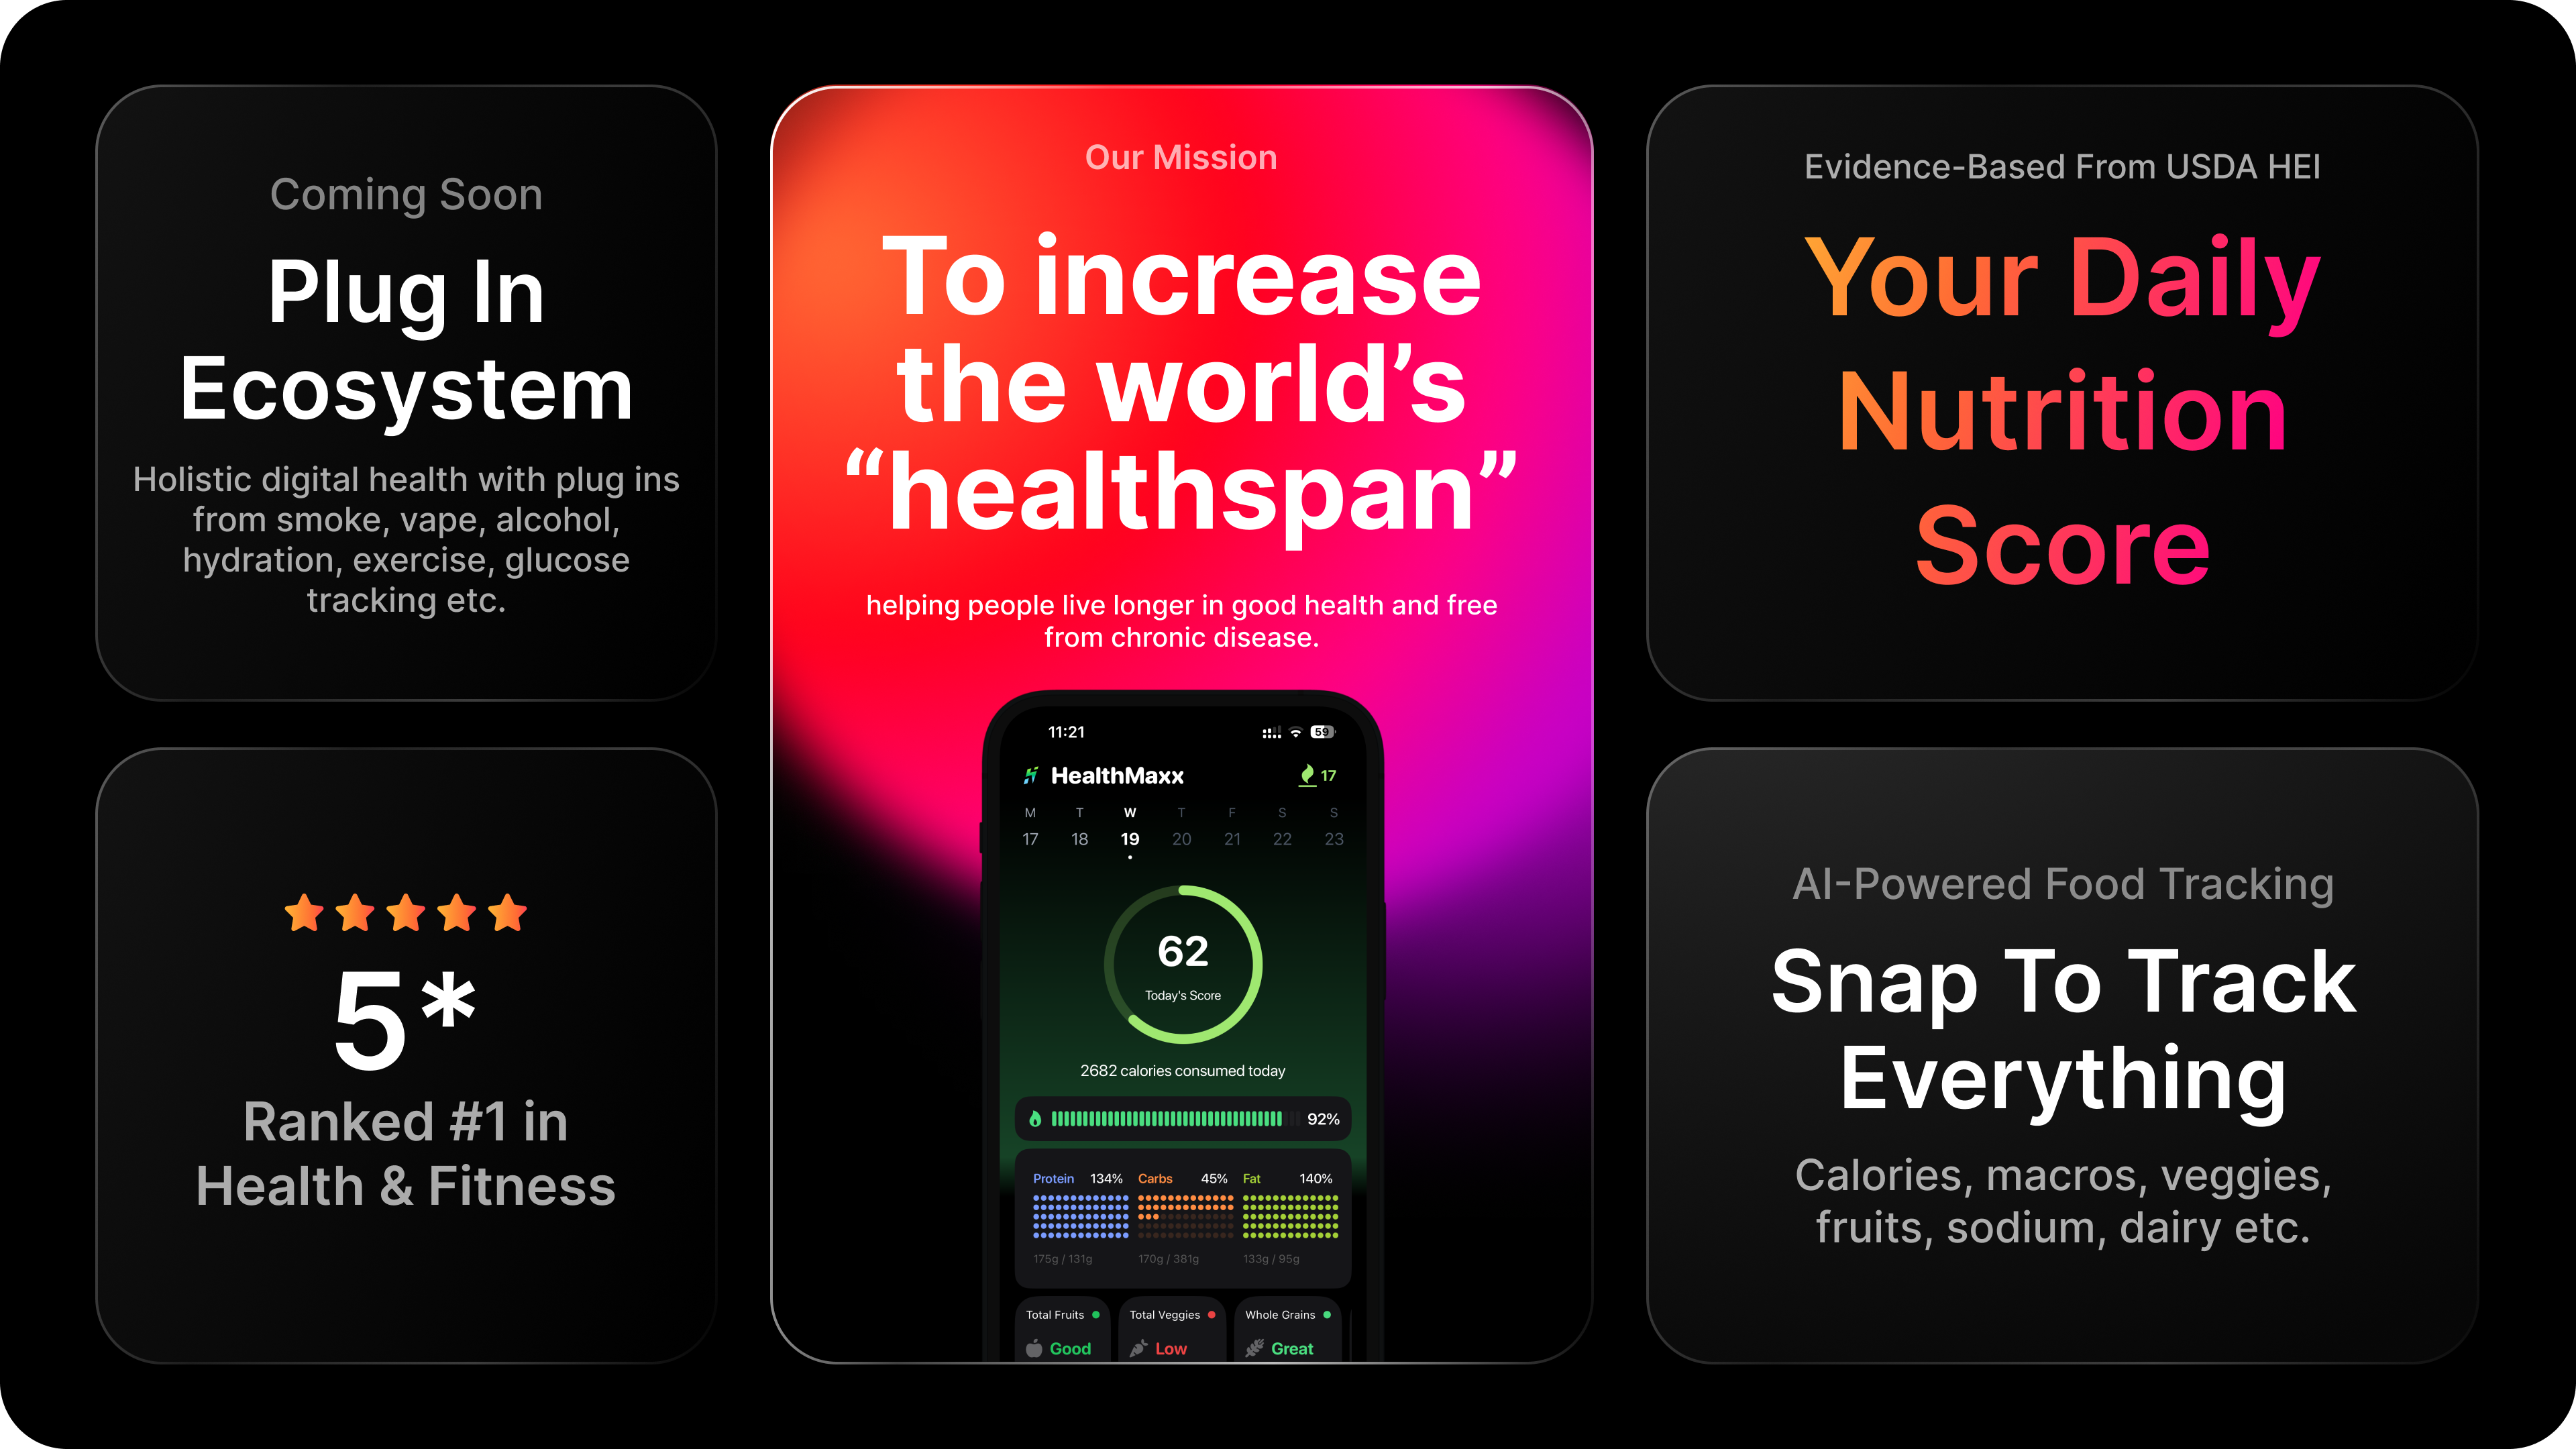 Coming Soon
Plug In
Ecosystem
Holistic digital health with plug ins
from smoke, vape, alcohol,
hydration, exercise, glucose
tracking etc.
5*
Ranked #1 in
Health & Fitness
Our Mission
To increase
the world’s
“healthspan”
helping people live longer in good health and free
from chronic disease.
11:21 59
HealthMaxx 17
M T W T F S S
17 18 19 20 21 22 23
62
Today's Score
2682 calories consumed today
92%
Protein 134% Carbs 45% Fat 140%
175g / 131g 170g / 381g 133g / 95g
Total Fruits Total Veggies Whole Grains
Good Low Great
Evidence-Based From USDA HEI
Your Daily
Nutrition
Score
AI-Powered Food Tracking
Snap To Track
Everything
Calories, macros, veggies,
fruits, sodium, dairy etc.